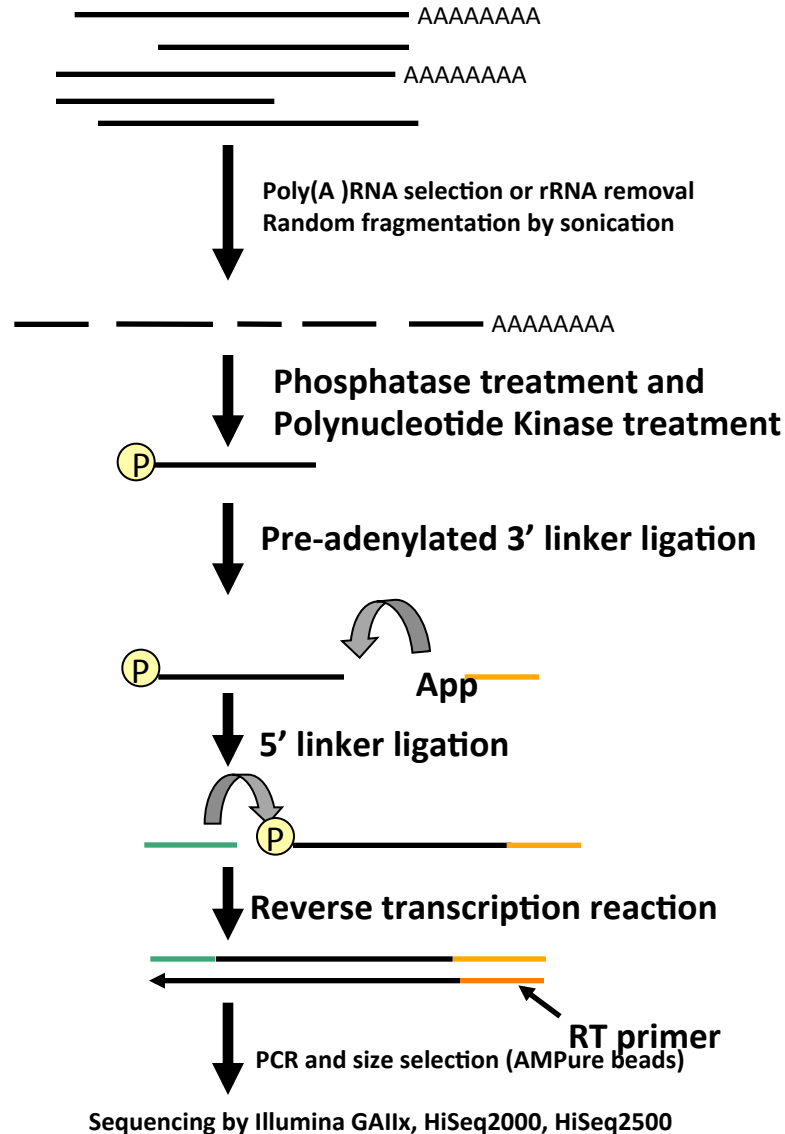 AAAAAAAA
AAAAAAAA
Poly(A )RNA selection or rRNA removal
Random fragmentation by sonication
AAAAAAAA
Phosphatase treatment and
Polynucleotide Kinase treatment
P
Pre-adenylated 3’ linker ligation
P
App
5’ linker ligation
P
Reverse transcription reaction
RT primer
PCR and size selection (AMPure beads)
Sequencing by Illumina GAIIx, HiSeq2000, HiSeq2500